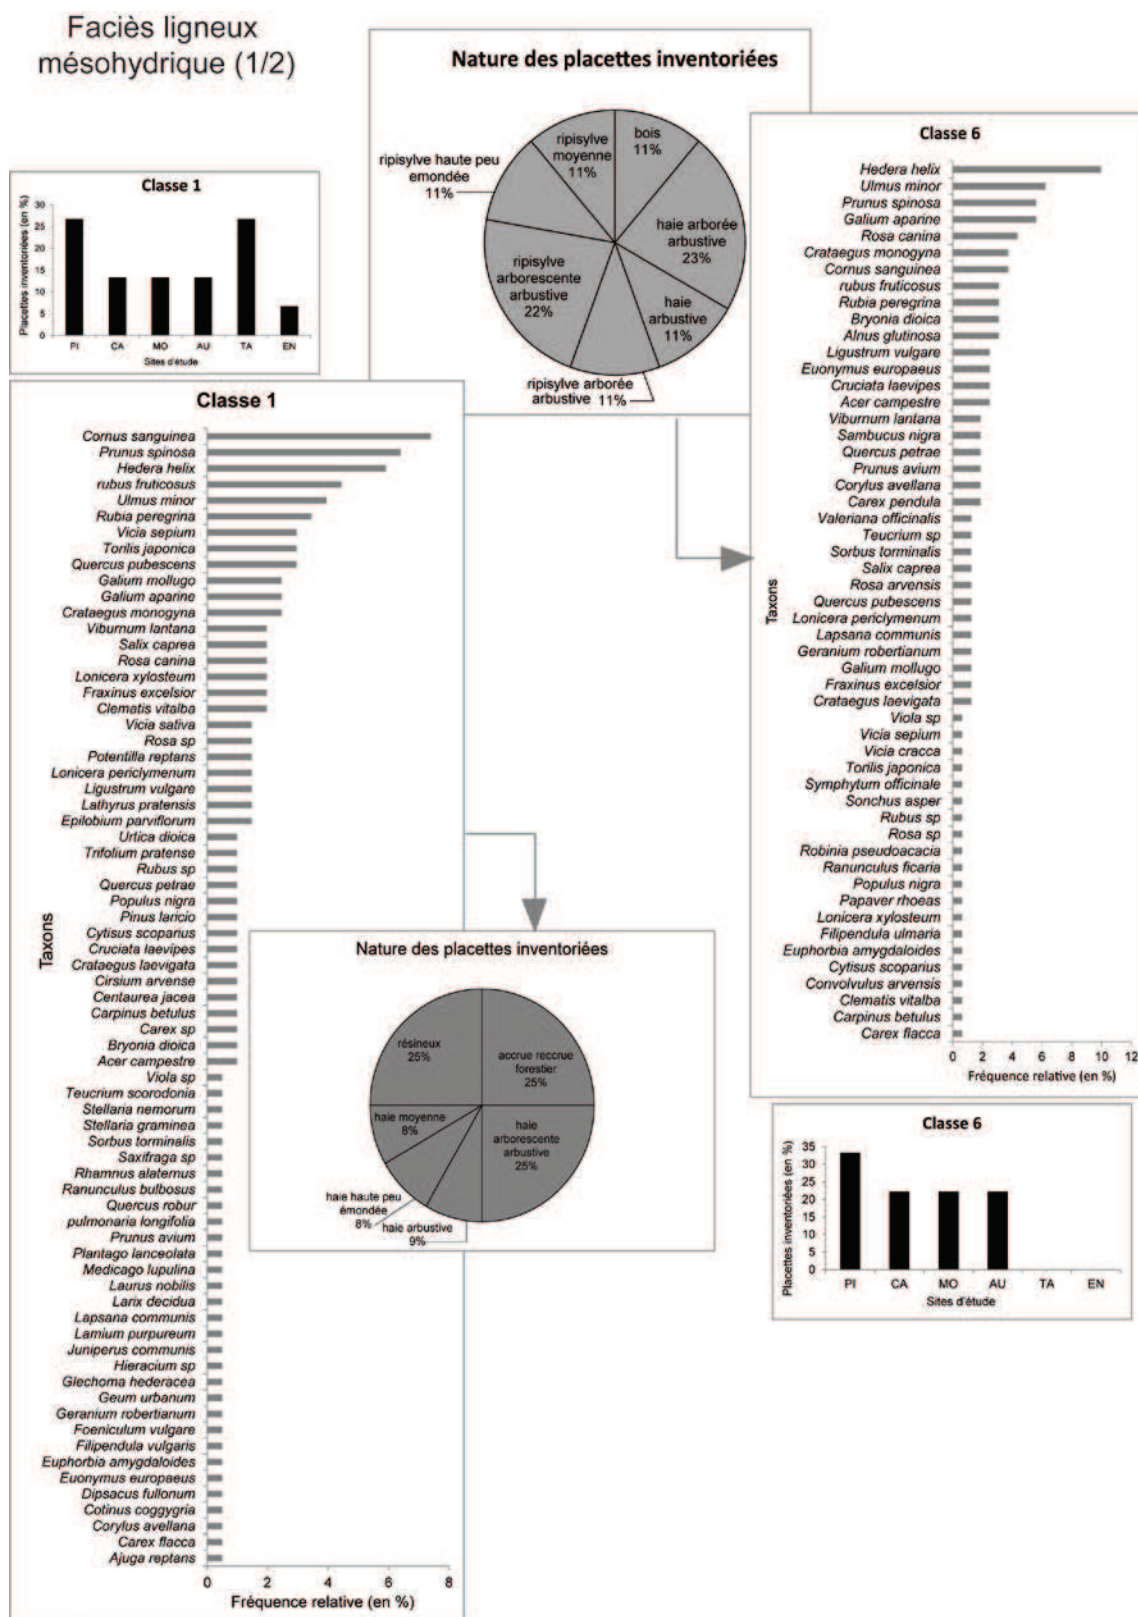 Faciès ligneux
mésohydrique (1/2)
Nature des placettes inventoriées
bois
11%
haie arborée
arbustive
23%
haie
arbustive
11%
ripisylve arborée
arbustive 11%
ripisylve
arborescente
arbustive
22%
ripisylve haute peu
emondée
11%
ripisylve
moyenne
11%
Classe 1
Placettes inventoriées (en %)
30
25
20
15
10
5
0
PI CA MO AU TA EN
Sites d'étude
Classe 1
Taxons
Cornus sanguinea
Prunus spinosa
Hedera helix
rubus fruticosus
Ulmus minor
Rubia peregrina
Vicia sepium
Torilis japonica
Quercus pubescens
Galium mollugo
Galium aparine
Crataegus monogyna
Viburnum lantana
Salix caprea
Rosa canina
Lonicera xylosteum
Fraxinus excelsior
Clematis vitalba
Vicia sativa
Rosa sp
Potentilla reptans
Lonicera periclymenum
Ligustrum vulgare
Lathyrus pratensis
Epilobium parviflorum
Urtica dioica
Trifolium pratense
Rubus sp
Quercus petrae
Populus nigra
Pinus laricio
Cytisus scoparius
Cruciata laevipes
Crataegus laevigata
Cirsium arvense
Centaurea jacea
Carpinus betulus
Carex sp
Bryonia dioica
Acer campestre
Viola sp
Teucrium scorodonia
Stellaria nemorum
Stellaria graminea
Sorbus torminalis
Saxifraga sp
Rhamnus alaternus
Ranunculus bulbosus
Quercus robur
pulmonaria longifolia
Prunus avium
Plantago lanceolata
Medicago lupulina
Laurus nobilis
Larix decidua
Lapsana communis
Lamium purpureum
Juniperus communis
Hieracium sp
Glechoma hederacea
Geum urbanum
Geranium robertianum
Foeniculum vulgare
Filipendula vulgaris
Euphorbia amygdaloides
Euonymus europaeus
Dipsacus fullonum
Cotinus coggygria
Corylus avellana
Carex flacca
Ajuga reptans
0 2 4 6 8
Fréquence relative (en %)
Nature des placettes inventoriées
accrue reccrue
forestier
25%
haie
arborescente
arbustive
25%
haie arbustive
9%
haie haute peu
émondée
8%
haie moyenne
8%
résineux
25%
Classe 6
Taxons
Hedera helix
Ulmus minor
Prunus spinosa
Galium aparine
Rosa canina
Crataegus monogyna
Cornus sanguinea
rubus fruticosus
Rubia peregrina
Bryonia dioica
Alnus glutinosa
Ligustrum vulgare
Euonymus europaeus
Cruciata laevipes
Acer campestre
Viburnum lantana
Sambucus nigra
Quercus petrae
Prunus avium
Corylus avellana
Carex pendula
Valeriana officinalis
Teucrium sp
Sorbus torminalis
Salix caprea
Rosa arvensis
Quercus pubescens
Lonicera periclymenum
Lapsana communis
Geranium robertianum
Galium mollugo
Fraxinus excelsior
Crataegus laevigata
Viola sp
Vicia sepium
Vicia cracca
Torilis japonica
Symphytum officinale
Sonchus asper
Rubus sp
Rosa sp
Robinia pseudoacacia
Ranunculus ficaria
Populus nigra
Papaver rhoeas
Lonicera xylosteum
Filipendula ulmaria
Euphorbia amygdaloides
Cytisus scoparius
Convolvulus arvensis
Clematis vitalba
Carpinus betulus
Carex flacca
0 2 4 6 8 10 12
Fréquence relative (en %)
Classe 6
Placettes inventoriées (en %)
35
30
25
20
15
10
5
0
PI CA MO AU TA EN
Sites d'étude